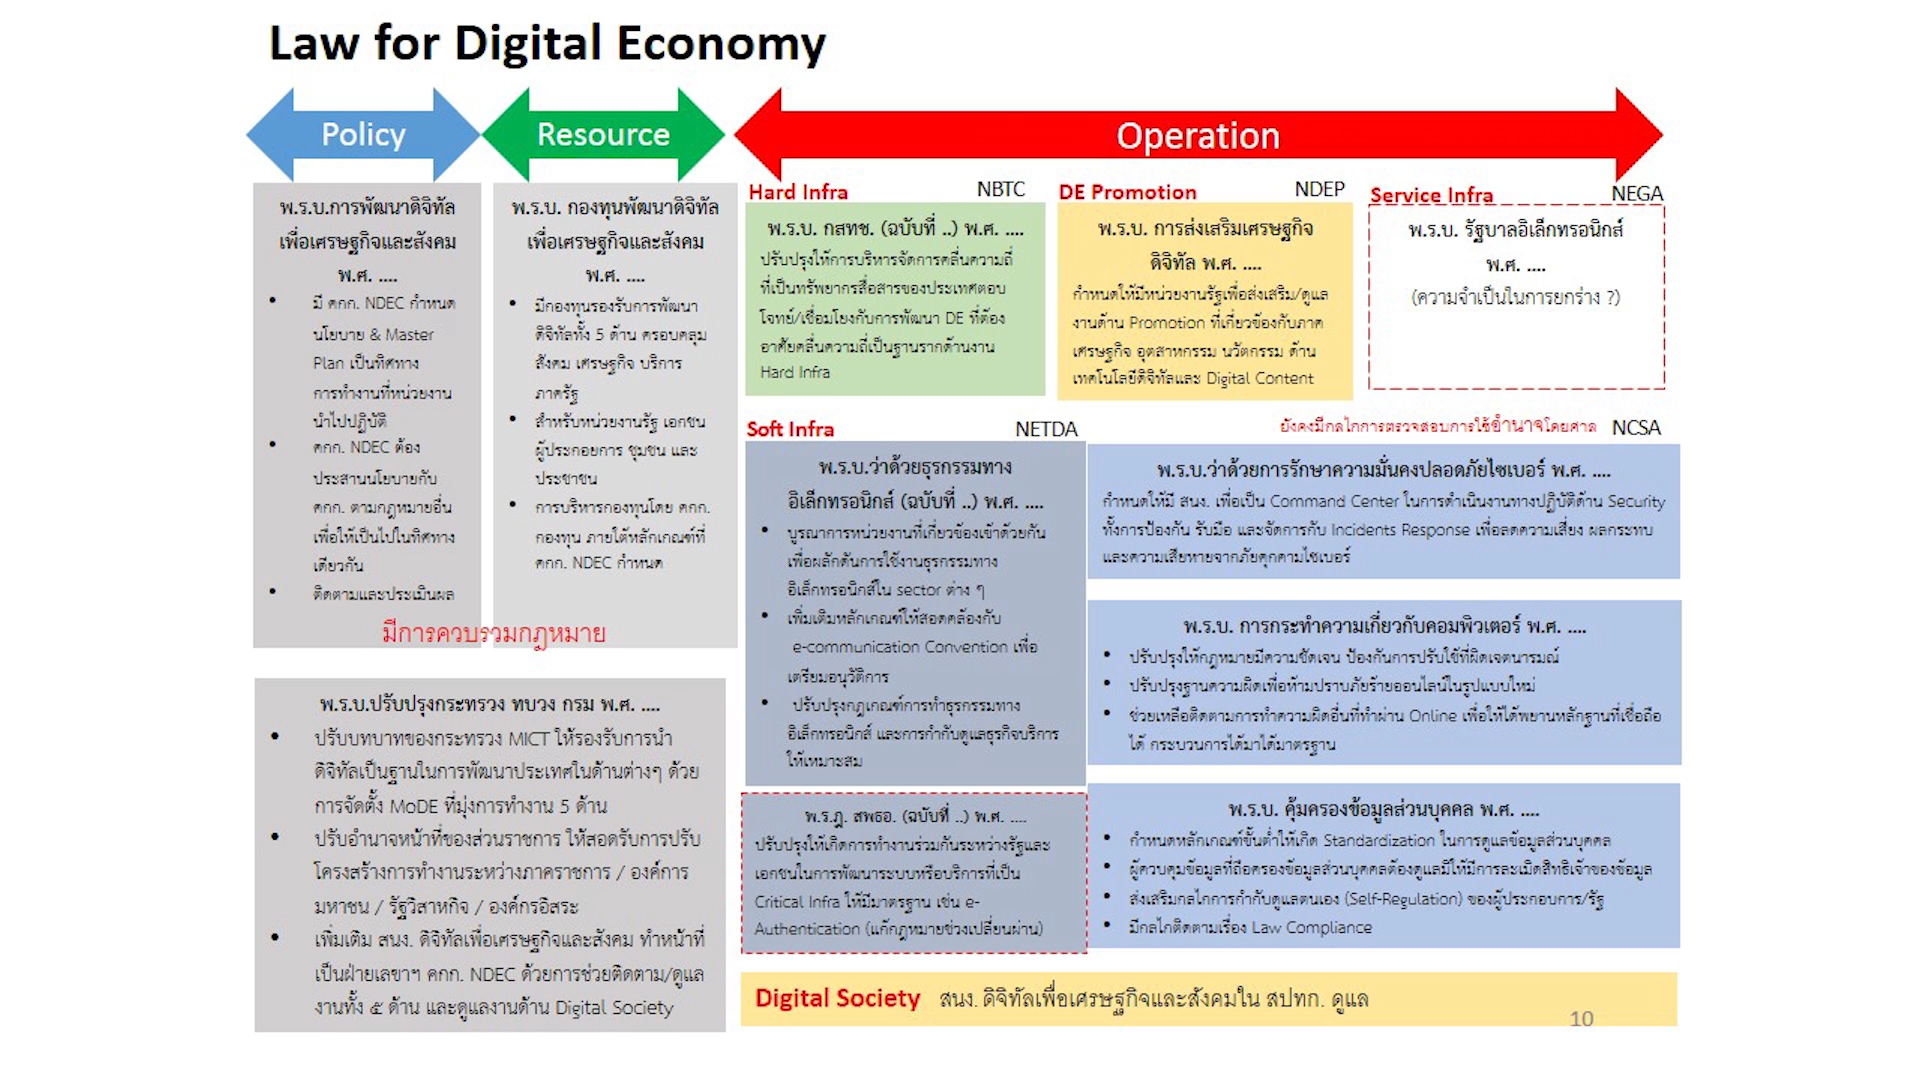 Law for Digital Economy
Policy
Resource
Operation
พ.ร.บ.การพัฒนาดิจิทัล
เพื่อเศรษฐกิจและสังคม
พ.ศ. ....
• มี คกก. NDEC กำหนด
นโยบาย & Master
Plan เป็นทิศทาง
การทำงานที่หน่วยงาน
นำไปปฏิบัติ
• คกก. NDEC ต้อง
ประสานนโยบายกับ
คกก. ตามกฎหมายอื่น
เพื่อให้เป็นไปในทิศทาง
เดียวกัน
• ติดตามและประเมินผล
พ.ร.บ. กองทุนพัฒนาดิจิทัล
เพื่อเศรษฐกิจและสังคม
พ.ศ. ....
• มีกองทุนรองรับการพัฒนา
ดิจิทัลทั้ง 5 ด้าน ครอบคลุม
สังคม เศรษฐกิจ บริการ
ภาครัฐ
• สำหรับหน่วยงานรัฐ เอกชน
ผู้ประกอยการ ชุมชน และ
ประชาชน
• การบริหารกองทุนโดย คกก.
กองทุน ภายใต้หลักเกณฑ์ที่
คกก. NDEC กำหนด
มีการควบรวมกฎหมาย
พ.ร.บ.ปรับปรุงกระทรวง ทบวง กรม พ.ศ. ....
• ปรับบทบาทของกระทรวง MICT ให้รองรับการนำ
ดิจิทัลเป็นฐานในการพัฒนาประเทศในด้านต่างๆ ด้วย
การจัดตั้ง MoDE ที่มุ่งการทำงาน 5 ด้าน
• ปรับอำนาจหน้าที่ของส่วนราชการ ให้สอดรับการปรับ
โครงสร้างการทำงานระหว่างภาคราชการ / องค์การ
มหาชน / รัฐวิสาหกิจ / องค์กรอิสระ
• เพิ่มเติม สนง. ดิจิทัลเพื่อเศรษฐกิจและสังคม ทำหน้าที่
เป็นฝ่ายเลขาฯ คกก. NDEC ด้วยการช่วยติดตาม/ดูแล
งานทั้ง ๕ ด้าน และดูแลงานด้าน Digital Society
Hard Infra NBTC
พ.ร.บ. กสทช. (ฉบับที่ ..) พ.ศ. ....
ปรับปรุงให้การบริหารจัดการคลื่นความถี่
ที่เป็นทรัพยากรสื่อสารของประเทศตอบ
โจทย์/เชื่อมโยงกับการพัฒนา DE ที่ต้อง
อาศัยคลื่นความถี่เป็นฐานรากด้านงาน
Hard Infra
DE Promotion NDEP
พ.ร.บ. การส่งเสริมเศรษฐกิจ
ดิจิทัล พ.ศ. ....
กำหนดให้มีหน่วยงานรัฐเพื่อส่งเสริม/ดูแล
งานด้าน Promotion ที่เกี่ยวข้องกับภาค
เศรษฐกิจ อุตสาหกรรม นวัตกรรม ด้าน
เทคโนโลยีดิจิทัลและ Digital Content
Service Infra NEGA
พ.ร.บ. รัฐบาลอิเล็กทรอนิกส์
พ.ศ. ....
(ความจำเป็นในการยกร่าง ?)
Soft Infra NETDA
พ.ร.บ.ว่าด้วยธุรกรรมทาง
อิเล็กทรอนิกส์ (ฉบับที่ ..) พ.ศ. ....
• บูรณาการหน่วยงานที่เกี่ยวข้องเข้าด้วยกัน
เพื่อผลักดันการใช้งานธุรกรรมทาง
อิเล็กทรอนิกส์ใน sector ต่าง ๆ
• เพิ่มเติมหลักเกณฑ์ให้สอดคล้องกับ
e-communication Convention เพื่อ
เตรียมอนุวัติการ
• ปรับปรุงกฎเกณฑ์การทำธุรกรรมทาง
อิเล็กทรอนิกส์ และการกำกับดูแลธุรกิจบริการ
ให้เหมาะสม
พ.ร.ฎ. สพธอ. (ฉบับที่ ..) พ.ศ. ....
ปรับปรุงให้เกิดการทำงานร่วมกันระหว่างรัฐและ
เอกชนในการพัฒนาระบบหรือบริการที่เป็น
Critical Infra ให้มีมาตรฐาน เช่น e-
Authentication (แก้กฎหมายช่วงเปลี่ยนผ่าน)
ยังคงมีกลไกการตรวจสอบการใช้อำนาจโดยศาล NCSA
พ.ร.บ.ว่าด้วยการรักษาความมั่นคงปลอดภัยไซเบอร์ พ.ศ. ....
กำหนดให้มี สนง. เพื่อเป็น Command Center ในการดำเนินงานทางปฏิบัติด้าน Security
ทั้งการป้องกัน รับมือ และจัดการกับ Incidents Response เพื่อลดความเสี่ยง ผลกระทบ
และความเสียหายจากภัยคุกคามไซเบอร์
พ.ร.บ. การกระทำความเกี่ยวกับคอมพิวเตอร์ พ.ศ. ....
• ปรับปรุงให้กฎหมายมีความชัดเจน ป้องกันการปรับใช้ที่ผิดเจตนารมณ์
• ปรับปรุงฐานความผิดเพื่อห้ามปราบภัยร้ายออนไลน์ในรูปแบบใหม่
• ช่วยเหลือติดตามการทำความผิดอื่นที่ทำผ่าน Online เพื่อให้ได้พยานหลักฐานที่เชื่อถือ
ได้ กระบวนการได้มาได้มาตรฐาน
พ.ร.บ. คุ้มครองข้อมูลส่วนบุคคล พ.ศ. ....
• กำหนดหลักเกณฑ์ขั้นต่ำให้เกิด Standardization ในการดูแลข้อมูลส่วนบุคคล
• ผู้ควบคุมข้อมูลที่ถือครองข้อมูลส่วนบุคคลต้องดูแลมิให้มีการละเมิดสิทธิเจ้าของข้อมูล
• ส่งเสริมกลไกการกำกับดูแลตนเอง (Self-Regulation) ของผู้ประกอบการ/รัฐ
• มีกลไกติดตามเรื่อง Law Compliance
Digital Society สนง. ดิจิทัลเพื่อเศรษฐกิจและสังคมใน สปทก. ดูแล
10